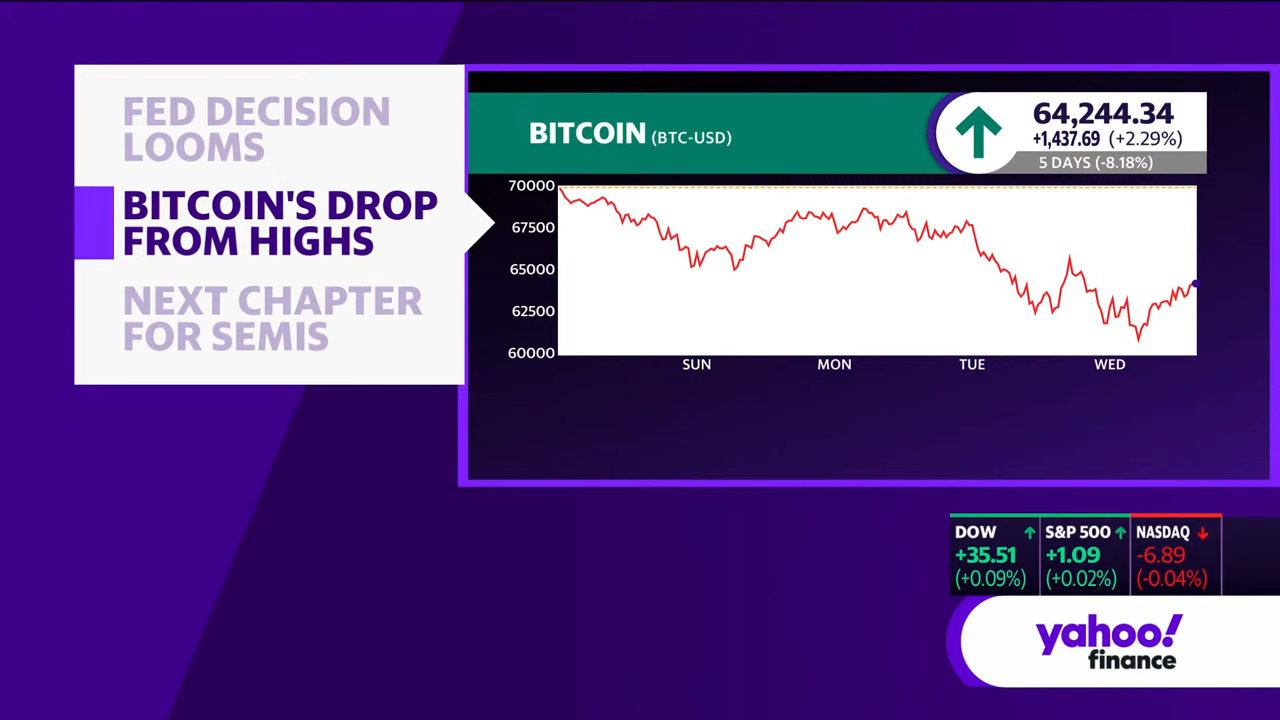 FED DECISION
LOOMS
BITCOIN'S DROP
FROM HIGHS
NEXT CHAPTER
FOR SEMIS
BITCOIN (BTC-USD)
64,244.34
+1,437.69 (+2.29%)
5 DAYS (-8.18%)
70000
67500
65000
62500
60000
SUN MON TUE WED
DOW
+35.51
(+0.09%)
S&P 500
+1.09
(+0.02%)
NASDAQ
-6.89
(-0.04%)
yahoo!
finance